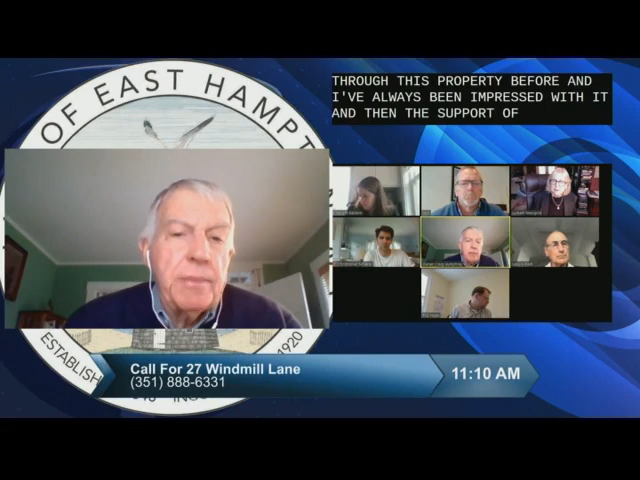 THROUGH THIS PROPERTY BEFORE AND
I'VE ALWAYS BEEN IMPRESSED WITH IT
AND THEN THE SUPPORT OF
OF EAST HAMPT
ESTABLISH
1920
Call For 27 Windmill Lane
(351) 888-6331
11:10 AM